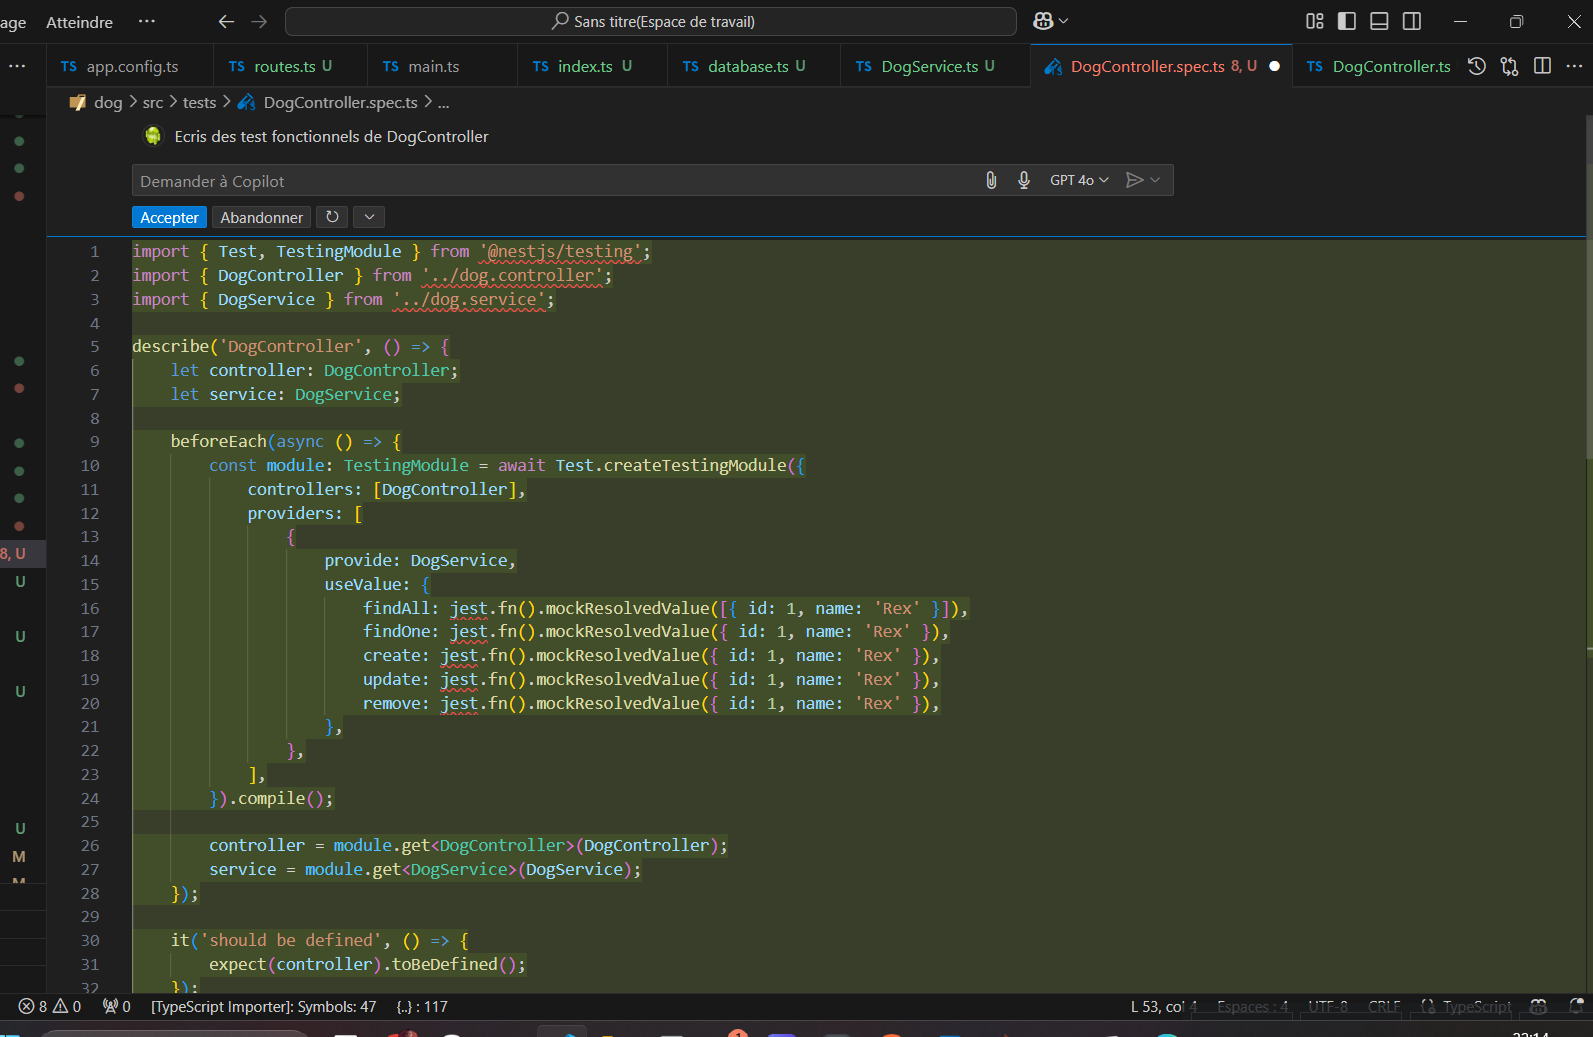 age Atteindre ··· Sans titre(Espace de travail)
··· TS app.config.ts TS routes.ts U TS main.ts TS index.ts U TS database.ts U TS DogService.ts U DogController.spec.ts 8, U TS DogController.ts ···
dog > src > tests > DogController.spec.ts > ...
Ecris des test fonctionnels de DogController
Demander à Copilot GPT 4o
Accepter Abandonner
1 import { Test, TestingModule } from '@nestjs/testing';
2 import { DogController } from '../dog.controller';
3 import { DogService } from '../dog.service';
4
5 describe('DogController', () => {
6 let controller: DogController;
7 let service: DogService;
8
9 beforeEach(async () => {
10 const module: TestingModule = await Test.createTestingModule({
11 controllers: [DogController],
12 providers: [
13 {
14 provide: DogService,
15 useValue: {
16 findAll: jest.fn().mockResolvedValue([{ id: 1, name: 'Rex' }]),
17 findOne: jest.fn().mockResolvedValue({ id: 1, name: 'Rex' }),
18 create: jest.fn().mockResolvedValue({ id: 1, name: 'Rex' }),
19 update: jest.fn().mockResolvedValue({ id: 1, name: 'Rex' }),
20 remove: jest.fn().mockResolvedValue({ id: 1, name: 'Rex' }),
21 },
22 },
23 ],
24 }).compile();
25
26 controller = module.get<DogController>(DogController);
27 service = module.get<DogService>(DogService);
28 });
29
30 it('should be defined', () => {
31 expect(controller).toBeDefined();
32 });
8, U
U
U
U
U
M
M
8 0 0 [TypeScript Importer]: Symbols: 47 {..} : 117 L 53, col 4 Espaces : 4 UTF-8 CRLF {} TypeScript